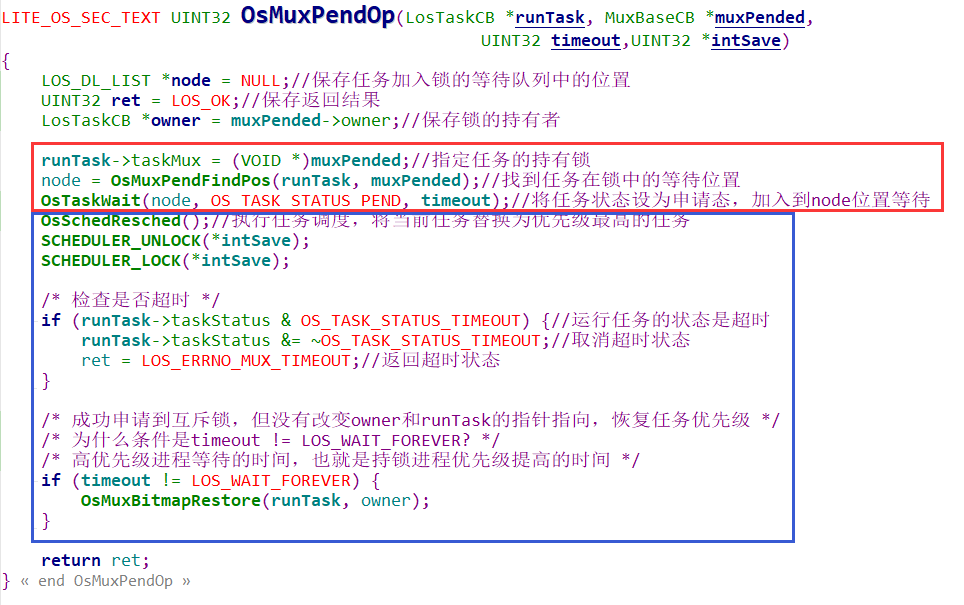 LITE_OS_SEC_TEXT UINT32 OsMuxPendOp(LosTaskCB *runTask, MuxBaseCB *muxPended,
UINT32 timeout,UINT32 *intSave)
{
LOS_DL_LIST *node = NULL;//保存任务加入锁的等待队列中的位置
UINT32 ret = LOS_OK;//保存返回结果
LosTaskCB *owner = muxPended->owner;//保存锁的持有者
runTask->taskMux = (VOID *)muxPended;//指定任务的持有锁
node = OsMuxPendFindPos(runTask, muxPended);//找到任务在锁中的等待位置
OsTaskWait(node, OS_TASK_STATUS_PEND, timeout);//将任务状态设为申请态，加入到node位置等待
OsSchedResched();//执行任务调度，将当前任务替换为优先级最高的任务
SCHEDULER_UNLOCK(*intSave);
SCHEDULER_LOCK(*intSave);
/* 检查是否超时 */
if (runTask->taskStatus & OS_TASK_STATUS_TIMEOUT) {//运行任务的状态是超时
runTask->taskStatus &= ~OS_TASK_STATUS_TIMEOUT;//取消超时状态
ret = LOS_ERRNO_MUX_TIMEOUT;//返回超时状态
}
/* 成功申请到互斥锁，但没有改变owner和runTask的指针指向，恢复任务优先级 */
/* 为什么条件是timeout != LOS_WAIT_FOREVER? */
/* 高优先级进程等待的时间，也就是持锁进程优先级提高的时间 */
if (timeout != LOS_WAIT_FOREVER) {
OsMuxBitmapRestore(runTask, owner);
}
return ret;
} « end OsMuxPendOp »